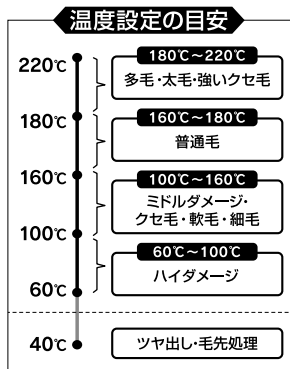 温度設定の目安
220℃
180℃～220℃
多毛・太毛・強いクセ毛
180℃
160℃～180℃
普通毛
160℃
100℃～160℃
ミドルダメージ・
クセ毛・軟毛・細毛
100℃
60℃～100℃
ハイダメージ
60℃
40℃
ツヤ出し・毛先処理